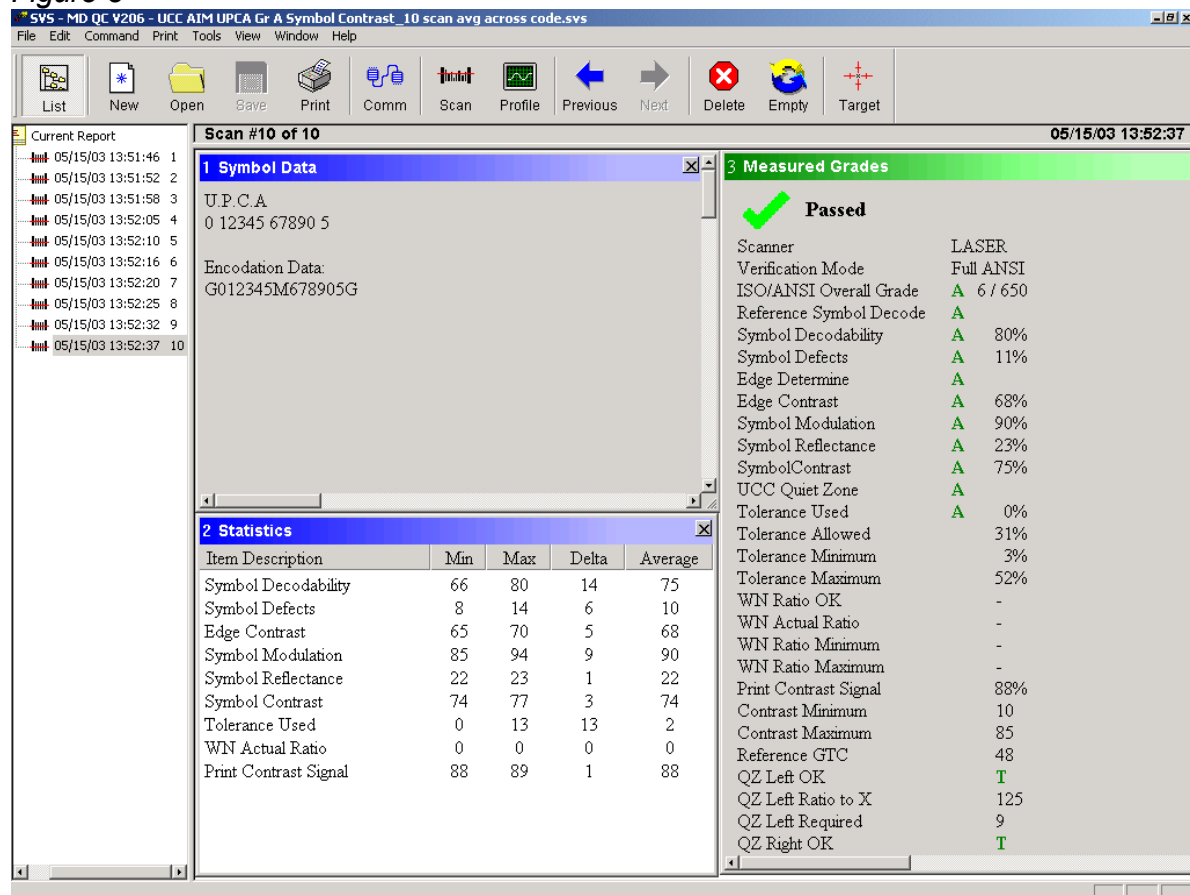 SVS - MD QC V206 - UCC AIM UPCA Gr A Symbol Contrast_10 scan avg across code.svs
File Edit Command Print Tools View Window Help
List New Open Save Print Comm Scan Profile Previous Next Delete Empty Target
Current Report
05/15/03 13:51:46 1
05/15/03 13:51:52 2
05/15/03 13:51:58 3
05/15/03 13:52:05 4
05/15/03 13:52:10 5
05/15/03 13:52:16 6
05/15/03 13:52:20 7
05/15/03 13:52:25 8
05/15/03 13:52:32 9
05/15/03 13:52:37 10
Scan #10 of 10 05/15/03 13:52:37
1 Symbol Data
U.P.C.A
0 12345 67890 5
Encodation Data:
G012345M678905G
2 Statistics
Item Description Min Max Delta Average
Symbol Decodability 66 80 14 75
Symbol Defects 8 14 6 10
Edge Contrast 65 70 5 68
Symbol Modulation 85 94 9 90
Symbol Reflectance 22 23 1 22
Symbol Contrast 74 77 3 74
Tolerance Used 0 13 13 2
WN Actual Ratio 0 0 0 0
Print Contrast Signal 88 89 1 88
3 Measured Grades
Passed
Scanner LASER
Verification Mode Full ANSI
ISO/ANSI Overall Grade A 6 / 650
Reference Symbol Decode A
Symbol Decodability A 80%
Symbol Defects A 11%
Edge Determine A
Edge Contrast A 68%
Symbol Modulation A 90%
Symbol Reflectance A 23%
SymbolContrast A 75%
UCC Quiet Zone A
Tolerance Used A 0%
Tolerance Allowed 31%
Tolerance Minimum 3%
Tolerance Maximum 52%
WN Ratio OK -
WN Actual Ratio -
WN Ratio Minimum -
WN Ratio Maximum -
Print Contrast Signal 88%
Contrast Minimum 10
Contrast Maximum 85
Reference GTC 48
QZ Left OK T
QZ Left Ratio to X 125
QZ Left Required 9
QZ Right OK T